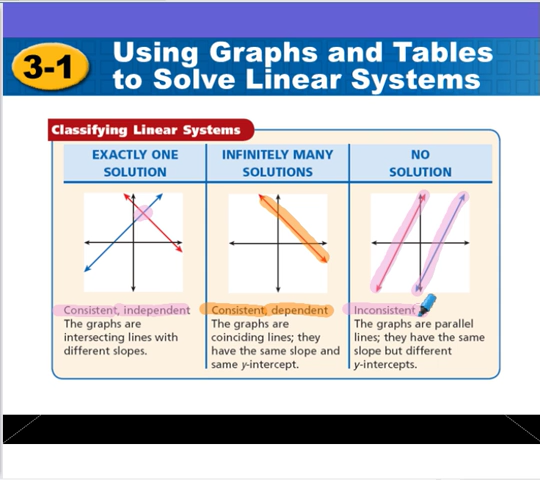 3-1
Using Graphs and Tables
to Solve Linear Systems
Classifying Linear Systems
EXACTLY ONE
SOLUTION
Consistent, independent
The graphs are
intersecting lines with
different slopes.
INFINITELY MANY
SOLUTIONS
Consistent, dependent
The graphs are
coinciding lines; they
have the same slope and
same y-intercept.
NO
SOLUTION
Inconsistent
The graphs are parallel
lines; they have the same
slope but different
y-intercepts.